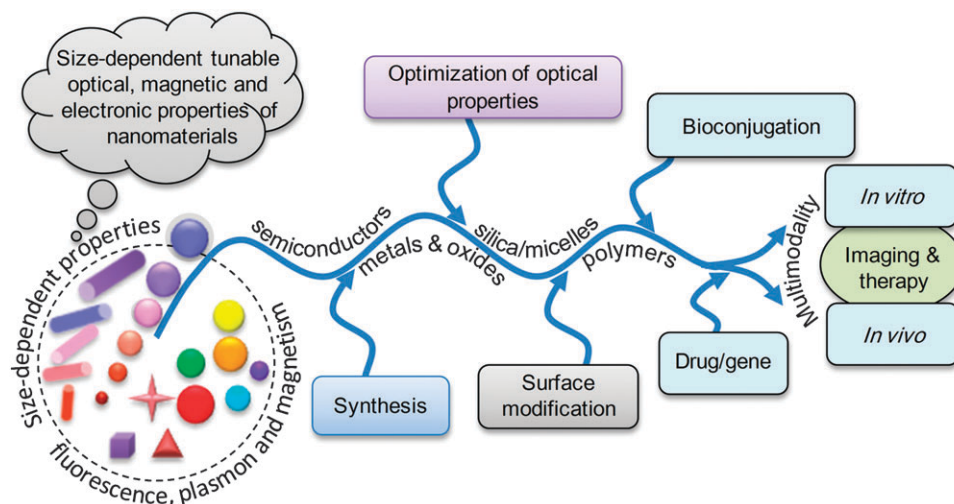 Size-dependent tunable
optical, magnetic and
electronic properties of
nanomaterials
Optimization of optical
properties
Bioconjugation
In vitro
Imaging &
therapy
In vivo
Multimodality
Size-dependent properties
fluorescence, plasmon and magnetism
semiconductors
metals & oxides
silica/micelles
polymers
Synthesis
Surface
modification
Drug/gene